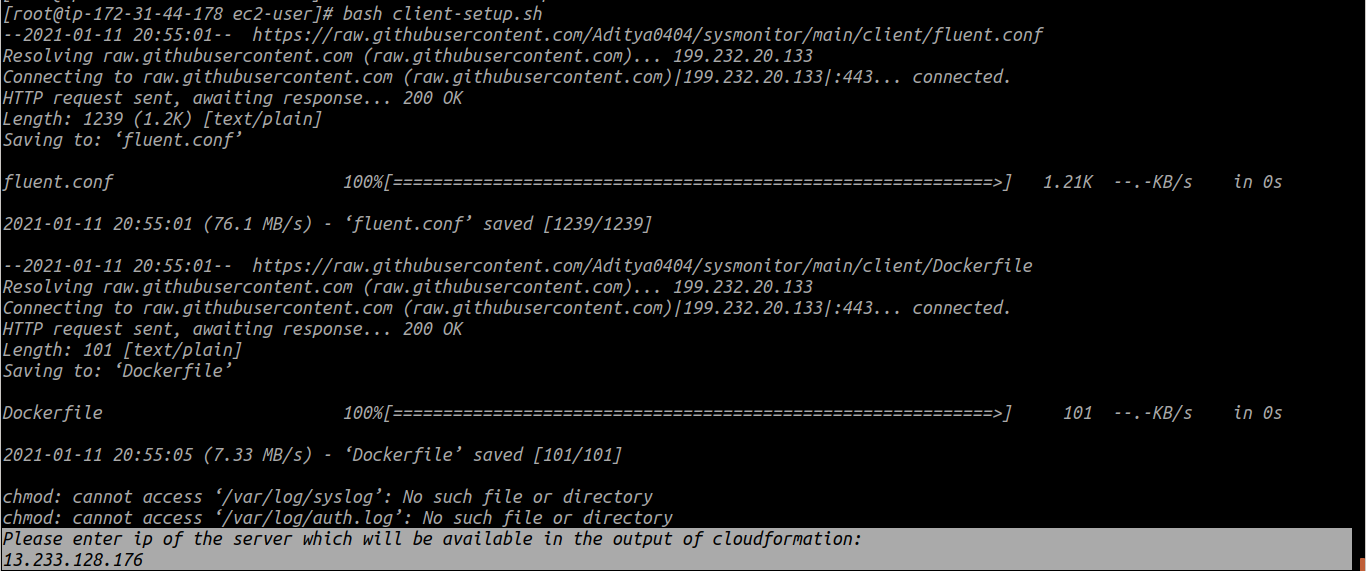 [root@ip-172-31-44-178 ec2-user]# bash client-setup.sh
--2021-01-11 20:55:01--  https://raw.githubusercontent.com/Aditya0404/sysmonitor/main/client/fluent.conf
Resolving raw.githubusercontent.com (raw.githubusercontent.com)... 199.232.20.133
Connecting to raw.githubusercontent.com (raw.githubusercontent.com)|199.232.20.133|:443... connected.
HTTP request sent, awaiting response... 200 OK
Length: 1239 (1.2K) [text/plain]
Saving to: ‘fluent.conf’
fluent.conf                        100%[============================================================>]   1.21K  --.-KB/s    in 0s
2021-01-11 20:55:01 (76.1 MB/s) - ‘fluent.conf’ saved [1239/1239]
--2021-01-11 20:55:01--  https://raw.githubusercontent.com/Aditya0404/sysmonitor/main/client/Dockerfile
Resolving raw.githubusercontent.com (raw.githubusercontent.com)... 199.232.20.133
Connecting to raw.githubusercontent.com (raw.githubusercontent.com)|199.232.20.133|:443... connected.
HTTP request sent, awaiting response... 200 OK
Length: 101 [text/plain]
Saving to: ‘Dockerfile’
Dockerfile                         100%[============================================================>]     101  --.-KB/s    in 0s
2021-01-11 20:55:05 (7.33 MB/s) - ‘Dockerfile’ saved [101/101]
chmod: cannot access ‘/var/log/syslog’: No such file or directory
chmod: cannot access ‘/var/log/auth.log’: No such file or directory
Please enter ip of the server which will be available in the output of cloudformation:
13.233.128.176